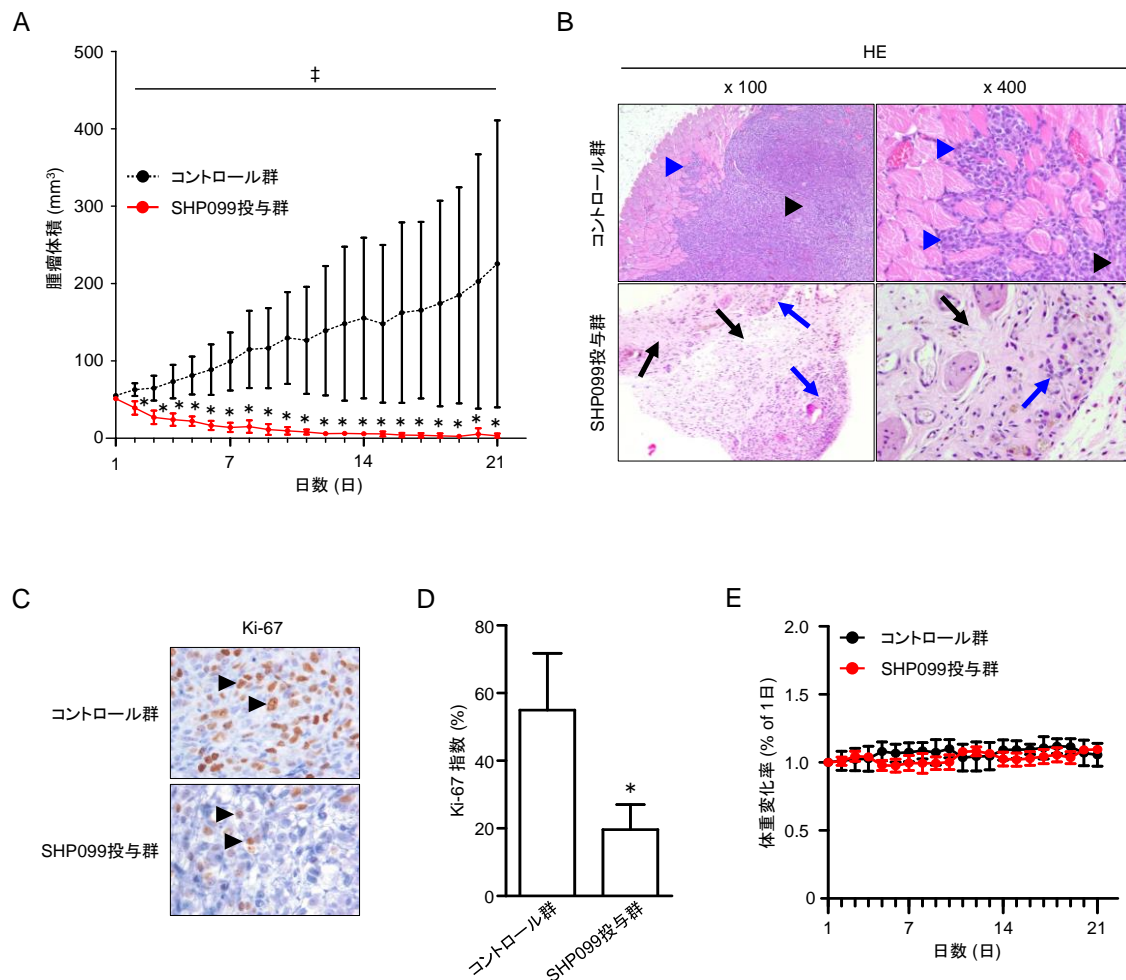 A
500
400
300
200
100
0
腫瘤体積 (mm3)
‡
コントロール群
SHP099投与群
* * * * * * * * * * * * * * * * * * *
1
7
14
21
日数 (日)
B
HE
x 100
x 400
コントロール群
SHP099投与群
C
Ki-67
コントロール群
SHP099投与群
D
80
60
40
20
0
Ki-67 指数 (%)
*
コントロール群
SHP099投与群
E
2.0
1.5
1.0
0.5
0
体重変化率 (% of 1日)
コントロール群
SHP099投与群
1
7
14
21
日数 (日)